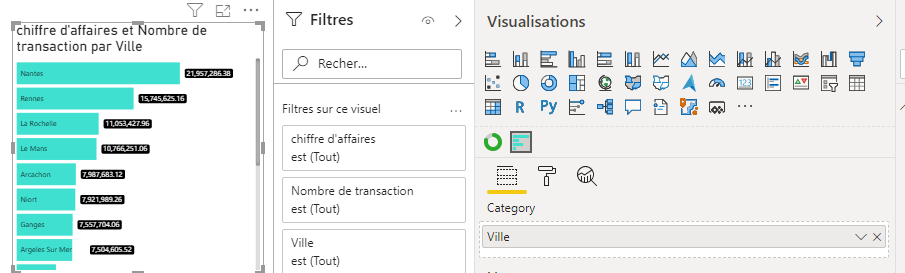 chiffre d'affaires et Nombre de
transaction par Ville
Nantes 21,957,286.38
Rennes 15,745,625.16
La Rochelle 11,053,427.96
Le Mans 10,766,251.06
Arcachon 7,987,683.12
Niort 7,921,989.26
Ganges 7,557,704.06
Argeles Sur Mer 7,504,605.52
Filtres
Recher...
Filtres sur ce visuel ...
chiffre d'affaires
est (Tout)
Nombre de transaction
est (Tout)
Ville
est (Tout)
Visualisations
123
R Py ...
Category
Ville